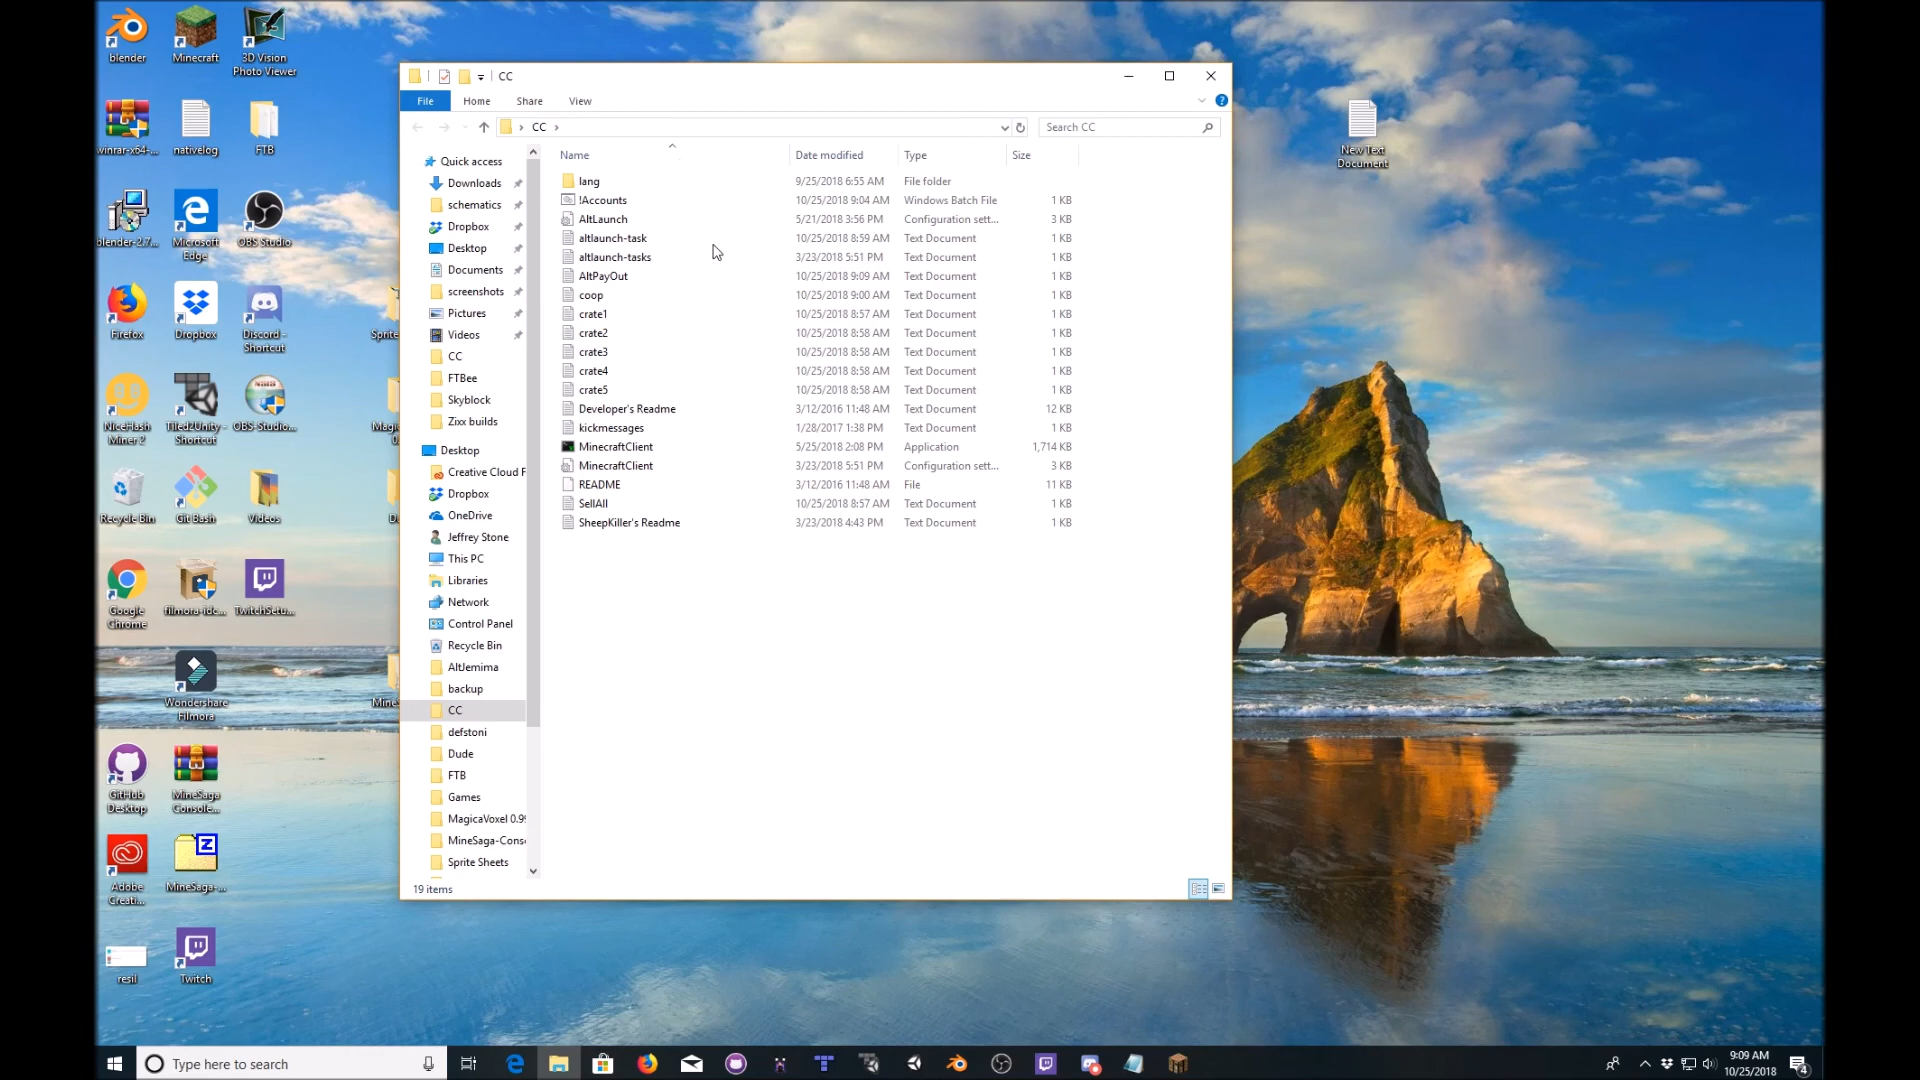 blender
Minecraft
3D Vision
Photo Viewer
winrar-x64-...
nativelog
FTB
blender-2.7...
Microsoft
Edge
OBS Studio
Firefox
Dropbox
Discord -
Shortcut
NiceHash
Miner 2
Tiled2Unity -
Shortcut
OBS-Studio...
Recycle Bin
Git Bash
Videos
Google
Chrome
filmora-idc...
TwitchSetu...
Wondershare
Filmora
GitHub
Desktop
MineSaga
Console...
Adobe
Creati...
MineSaga-...
resil
Twitch
New Text
Document
CC
File
Home
Share
View
CC
Search CC
Name
Date modified
Type
Size
lang 9/25/2018 6:55 AM File folder
!Accounts 10/25/2018 9:04 AM Windows Batch File 1 KB
AltLaunch 5/21/2018 3:56 PM Configuration sett... 3 KB
altlaunch-task 10/25/2018 8:59 AM Text Document 1 KB
altlaunch-tasks 3/23/2018 5:51 PM Text Document 1 KB
AltPayOut 10/25/2018 9:09 AM Text Document 1 KB
coop 10/25/2018 9:00 AM Text Document 1 KB
crate1 10/25/2018 8:57 AM Text Document 1 KB
crate2 10/25/2018 8:58 AM Text Document 1 KB
crate3 10/25/2018 8:58 AM Text Document 1 KB
crate4 10/25/2018 8:58 AM Text Document 1 KB
crate5 10/25/2018 8:58 AM Text Document 1 KB
Developer's Readme 3/12/2016 11:48 AM Text Document 12 KB
kickmessages 1/28/2017 1:38 PM Text Document 1 KB
MinecraftClient 5/25/2018 2:08 PM Application 1,714 KB
MinecraftClient 3/23/2018 5:51 PM Configuration sett... 3 KB
README 3/12/2016 11:48 AM File 11 KB
SellAll 10/25/2018 8:57 AM Text Document 1 KB
SheepKiller's Readme 3/23/2018 4:43 PM Text Document 1 KB
Quick access
Downloads
schematics
Dropbox
Desktop
Documents
screenshots
Pictures
Videos
CC
FTBee
Skyblock
Zixx builds
Desktop
Creative Cloud F
Dropbox
OneDrive
Jeffrey Stone
This PC
Libraries
Network
Control Panel
Recycle Bin
AltJemima
backup
CC
defstoni
Dude
FTB
Games
MagicaVoxel 0.99
MineSaga-Cons
Sprite Sheets
19 items
Type here to search
9:09 AM
10/25/2018
4